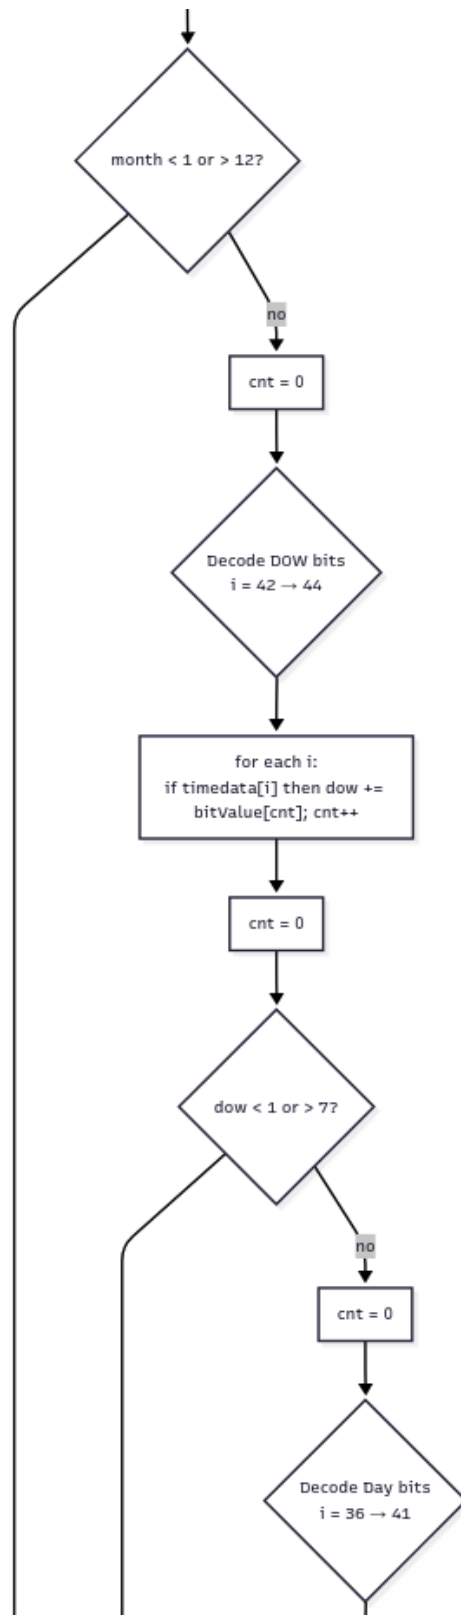 month < 1 or > 12?
no
cnt = 0
Decode DOW bits
i = 42 → 44
for each i:
if timedata[i] then dow +=
bitValue[cnt]; cnt++
cnt = 0
dow < 1 or > 7?
no
cnt = 0
Decode Day bits
i = 36 → 41